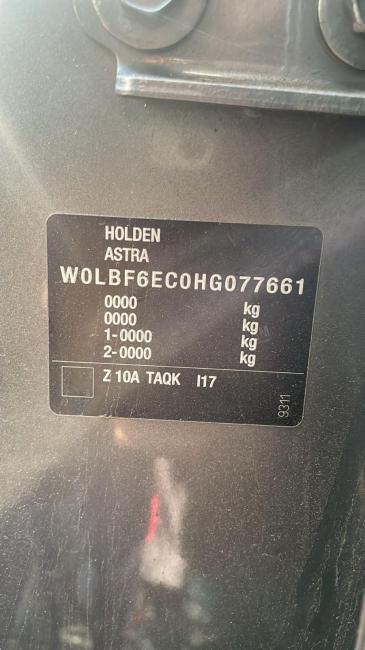 HOLDEN
ASTRA
W0LBF6EC0HG077661
0000 kg
0000 kg
1-0000 kg
2-0000 kg
Z 10A TAQK I17
9311